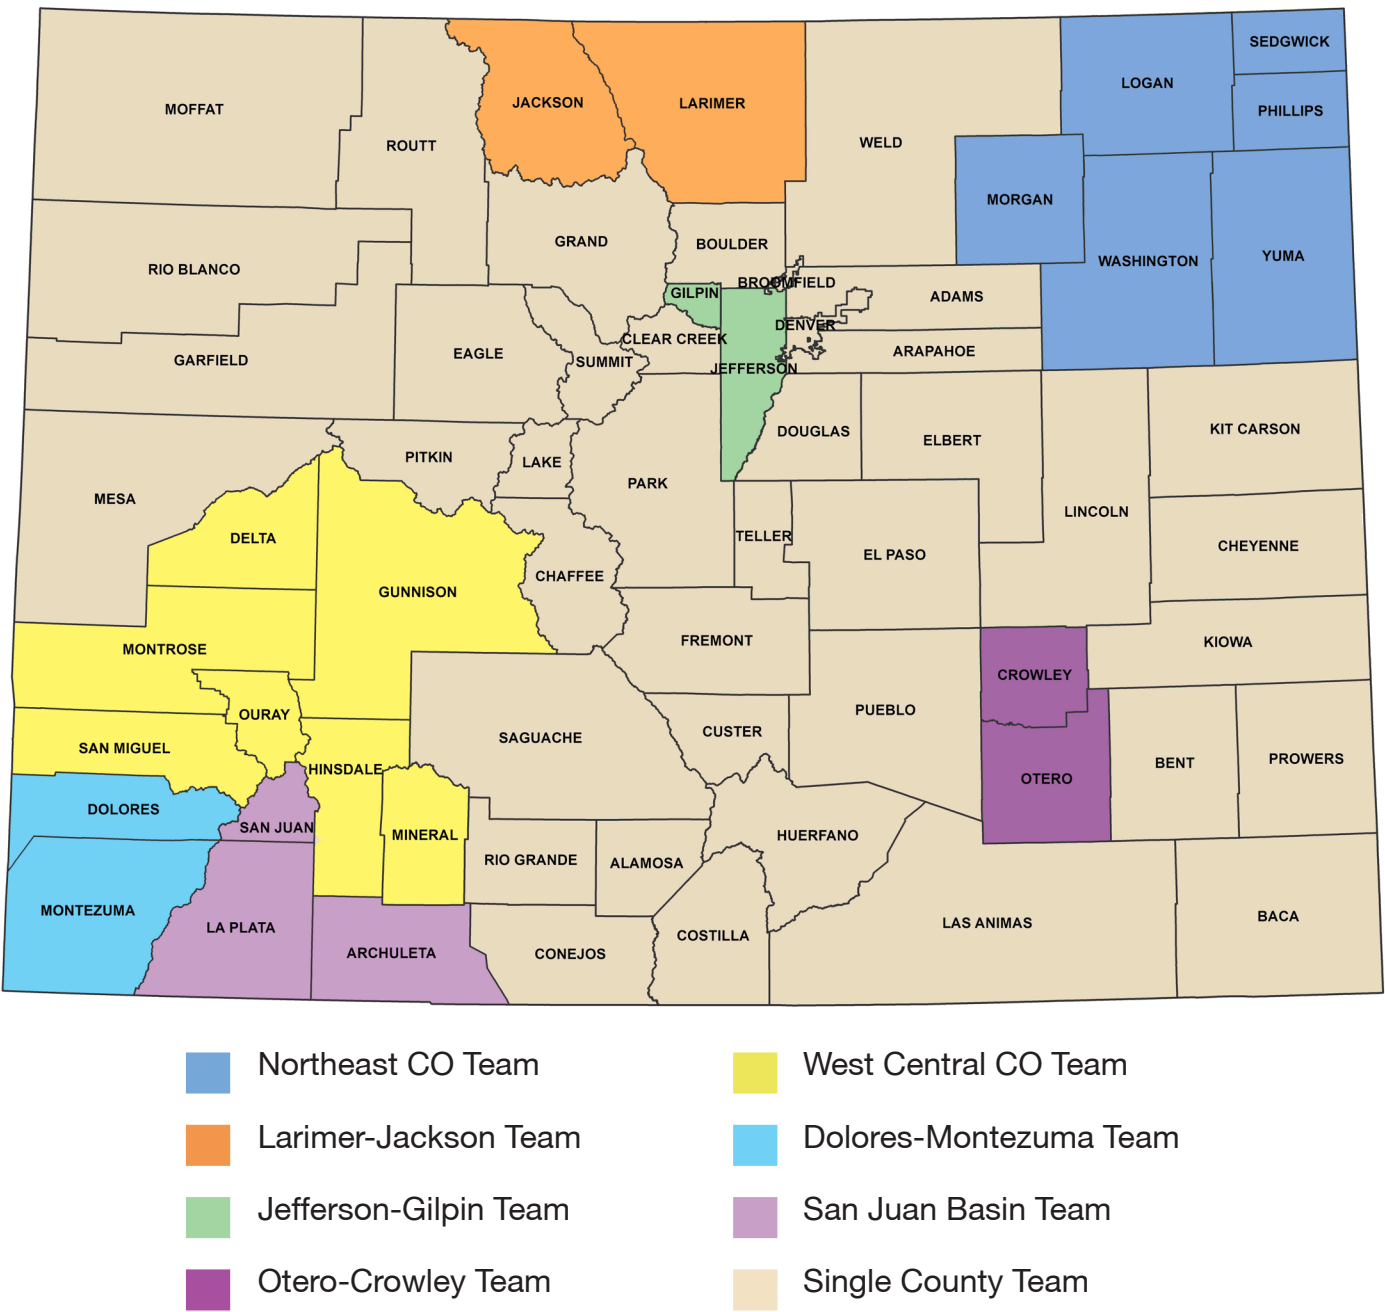 SEDGWICK
LOGAN
JACKSON
LARIMER
MOFFAT
PHILLIPS
WELD
ROUTT
MORGAN
GRAND
BOULDER
YUMA
WASHINGTON
RIO BLANCO
BROOMFIELD
GILPIN
ADAMS
DENVER
CLEAR CREEK
ARAPAHOE
EAGLE
GARFIELD
SUMMIT
JEFFERSON
KIT CARSON
DOUGLAS
ELBERT
PITKIN
LAKE
PARK
MESA
LINCOLN
TELLER
DELTA
CHEYENNE
EL PASO
CHAFFEE
GUNNISON
FREMONT
KIOWA
MONTROSE
CROWLEY
PUEBLO
OURAY
CUSTER
SAGUACHE
SAN MIGUEL
PROWERS
BENT
HINSDALE
OTERO
DOLORES
SAN JUAN
MINERAL
HUERFANO
RIO GRANDE
ALAMOSA
MONTEZUMA
BACA
LAS ANIMAS
LA PLATA
COSTILLA
ARCHULETA
CONEJOS
Northeast CO Team
West Central CO Team
Larimer-Jackson Team
Dolores-Montezuma Team
Jefferson-Gilpin Team
San Juan Basin Team
Otero-Crowley Team
Single County Team